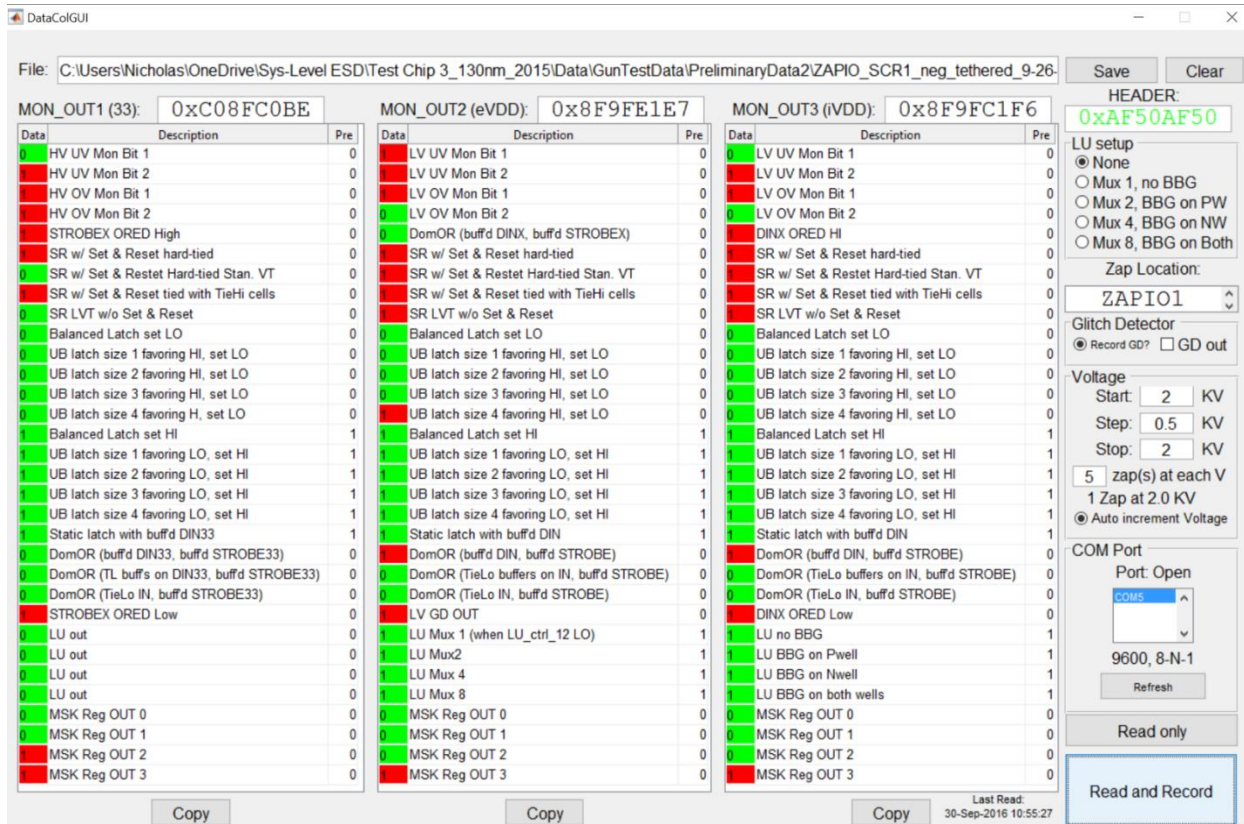 DataColGUI
File: C:\Users\Nicholas\OneDrive\Sys-Level ESD\Test Chip 3_130nm_2015\Data\GunTestData\PreliminaryData2\ZAPIO_SCR1_neg_tethered_9-26-
MON_OUT1 (33): 0xC08FC0BE
Data Description Pre
0 HV UV Mon Bit 1 0
1 HV UV Mon Bit 2 0
1 HV OV Mon Bit 1 0
1 HV OV Mon Bit 2 0
1 STROBEX ORED High 0
1 SR w/ Set & Reset hard-tied 0
0 SR w/ Set & Restet Hard-tied Stan. VT 0
1 SR w/ Set & Reset tied with TieHi cells 0
0 SR LVT w/o Set & Reset 0
0 Balanced Latch set LO 0
0 UB latch size 1 favoring HI, set LO 0
0 UB latch size 2 favoring HI, set LO 0
0 UB latch size 3 favoring HI, set LO 0
0 UB latch size 4 favoring H, set LO 0
1 Balanced Latch set HI 1
1 UB latch size 1 favoring LO, set HI 1
1 UB latch size 2 favoring LO, set HI 1
1 UB latch size 3 favoring LO, set HI 1
1 UB latch size 4 favoring LO, set HI 1
1 Static latch with buff'd DIN33 1
0 DomOR (buff'd DIN33, buf'd STROBE33) 0
0 DomOR (TL buff's on DIN33, buff'd STROBE33) 0
0 DomOR (TieLo IN, buff'd STROBE33) 0
1 STROBEX ORED Low 0
0 LU out 0
0 LU out 0
0 LU out 0
0 LU out 0
0 MSK Reg OUT 0 0
0 MSK Reg OUT 1 0
1 MSK Reg OUT 2 0
1 MSK Reg OUT 3 0
Copy
MON_OUT2 (eVDD): 0x8F9FE1E7
Data Description Pre
1 LV UV Mon Bit 1 0
1 LV UV Mon Bit 2 0
1 LV OV Mon Bit 1 0
0 LV OV Mon Bit 2 0
0 DomOR (buff'd DINX, buff'd STROBEX) 0
1 SR w/ Set & Reset hard-tied 0
1 SR w/ Set & Restet Hard-tied Stan. VT 0
1 SR w/ Set & Reset tied with TieHi cells 0
1 SR LVT w/o Set & Reset 0
0 Balanced Latch set LO 0
0 UB latch size 1 favoring HI, set LO 0
0 UB latch size 2 favoring HI, set LO 0
0 UB latch size 3 favoring HI, set LO 0
1 UB latch size 4 favoring HI, set LO 0
1 Balanced Latch set HI 1
1 UB latch size 1 favoring LO, set HI 1
1 UB latch size 2 favoring LO, set HI 1
1 UB latch size 3 favoring LO, set HI 1
1 UB latch size 4 favoring LO, set HI 1
1 Static latch with buff'd DIN 1
1 DomOR (buff'd DIN, buff'd STROBE) 0
0 DomOR (TieLo buffers on IN, buff'd STROBE) 0
0 DomOR (TieLo IN, buff'd STROBE) 0
1 LV GD OUT 0
1 LU Mux 1 (when LU_ctrl_12 LO) 1
1 LU Mux2 1
1 LU Mux 4 1
1 LU Mux 8 1
0 MSK Reg OUT 0 0
0 MSK Reg OUT 1 0
0 MSK Reg OUT 2 0
1 MSK Reg OUT 3 0
Copy
MON_OUT3 (iVDD): 0x8F9FC1F6
Data Description Pre
0 LV UV Mon Bit 1 0
1 LV UV Mon Bit 2 0
1 LV OV Mon Bit 1 0
0 LV OV Mon Bit 2 0
1 DINX ORED HI 0
1 SR w/ Set & Reset hard-tied 0
1 SR w/ Set & Restet Hard-tied Stan. VT 0
1 SR w/ Set & Reset tied with TieHi cells 0
1 SR LVT w/o Set & Reset 0
0 Balanced Latch set LO 0
0 UB latch size 1 favoring HI, set LO 0
0 UB latch size 2 favoring HI, set LO 0
0 UB latch size 3 favoring HI, set LO 0
0 UB latch size 4 favoring HI, set LO 0
1 Balanced Latch set HI 1
1 UB latch size 1 favoring LO, set HI 1
1 UB latch size 2 favoring LO, set HI 1
1 UB latch size 3 favoring LO, set HI 1
1 UB latch size 4 favoring LO, set HI 1
1 Static latch with buff'd DIN 1
1 DomOR (buff'd DIN, buff'd STROBE) 0
0 DomOR (TieLo buffers on IN, buff'd STROBE) 0
0 DomOR (TieLo IN, buff'd STROBE) 0
1 DINX ORED Low 0
1 LU no BBG 1
1 LU BBG on Pwell 1
1 LU BBG on Nwell 1
1 LU BBG on both wells 1
0 MSK Reg OUT 0 0
0 MSK Reg OUT 1 0
0 MSK Reg OUT 2 0
1 MSK Reg OUT 3 0
Copy
Last Read:
30-Sep-2016 10:55:27
Save Clear
HEADER:
0xAF50AF50
LU setup
None
Mux 1, no BBG
Mux 2, BBG on PW
Mux 4, BBG on NW
Mux 8, BBG on Both
Zap Location:
ZAPIO1
Glitch Detector
Record GD? GD out
Voltage
Start: 2 KV
Step: 0.5 KV
Stop: 2 KV
5 zap(s) at each V
1 Zap at 2.0 KV
Auto increment Voltage
COM Port
Port: Open
COM5
9600, 8-N-1
Refresh
Read only
Read and Record